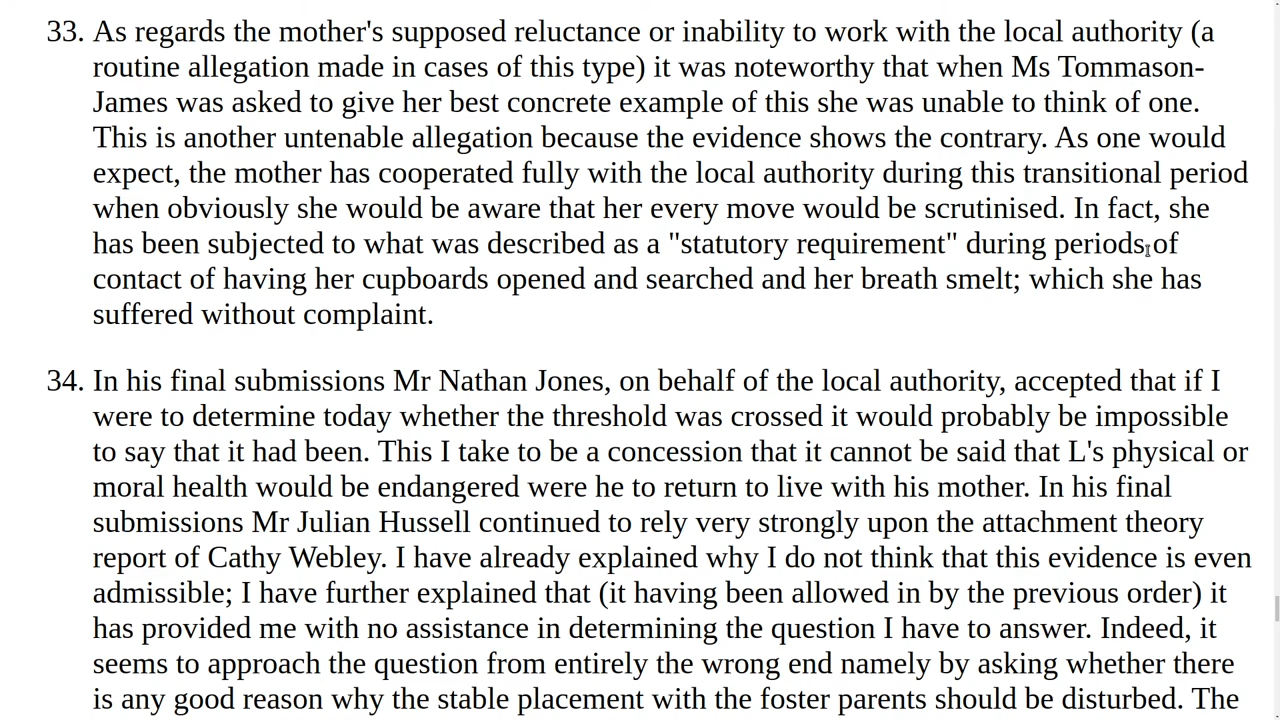 33. As regards the mother's supposed reluctance or inability to work with the local authority (a
routine allegation made in cases of this type) it was noteworthy that when Ms Tommason-
James was asked to give her best concrete example of this she was unable to think of one.
This is another untenable allegation because the evidence shows the contrary. As one would
expect, the mother has cooperated fully with the local authority during this transitional period
when obviously she would be aware that her every move would be scrutinised. In fact, she
has been subjected to what was described as a "statutory requirement" during periods of
contact of having her cupboards opened and searched and her breath smelt; which she has
suffered without complaint.
34. In his final submissions Mr Nathan Jones, on behalf of the local authority, accepted that if I
were to determine today whether the threshold was crossed it would probably be impossible
to say that it had been. This I take to be a concession that it cannot be said that L's physical or
moral health would be endangered were he to return to live with his mother. In his final
submissions Mr Julian Hussell continued to rely very strongly upon the attachment theory
report of Cathy Webley. I have already explained why I do not think that this evidence is even
admissible; I have further explained that (it having been allowed in by the previous order) it
has provided me with no assistance in determining the question I have to answer. Indeed, it
seems to approach the question from entirely the wrong end namely by asking whether there
is any good reason why the stable placement with the foster parents should be disturbed. The